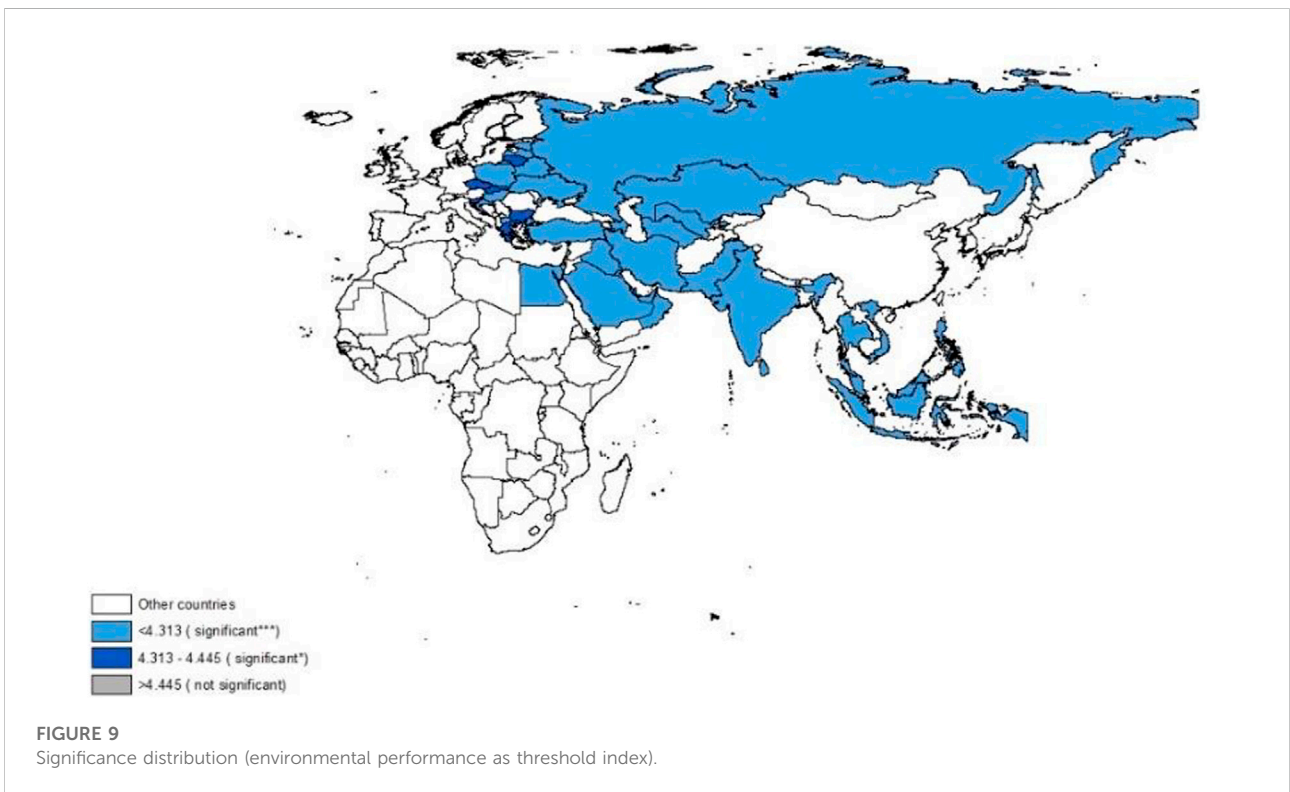 Other countries
<4.313 ( significant***)
4.313 - 4.445 ( significant*)
>4.445 ( not significant)
FIGURE 9
Significance distribution (environmental performance as threshold index).